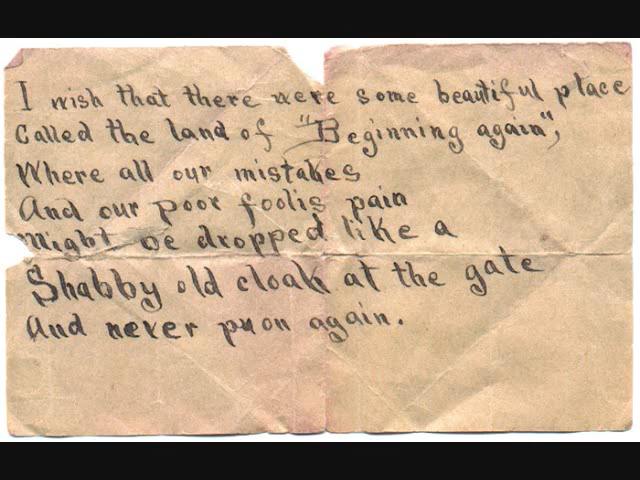 I wish that there were some beautiful place
Called the land of "Beginning again",
Where all our mistakes
And our poor foolis pain
Might be dropped like a
Shabby old cloak at the gate
And never puon again.